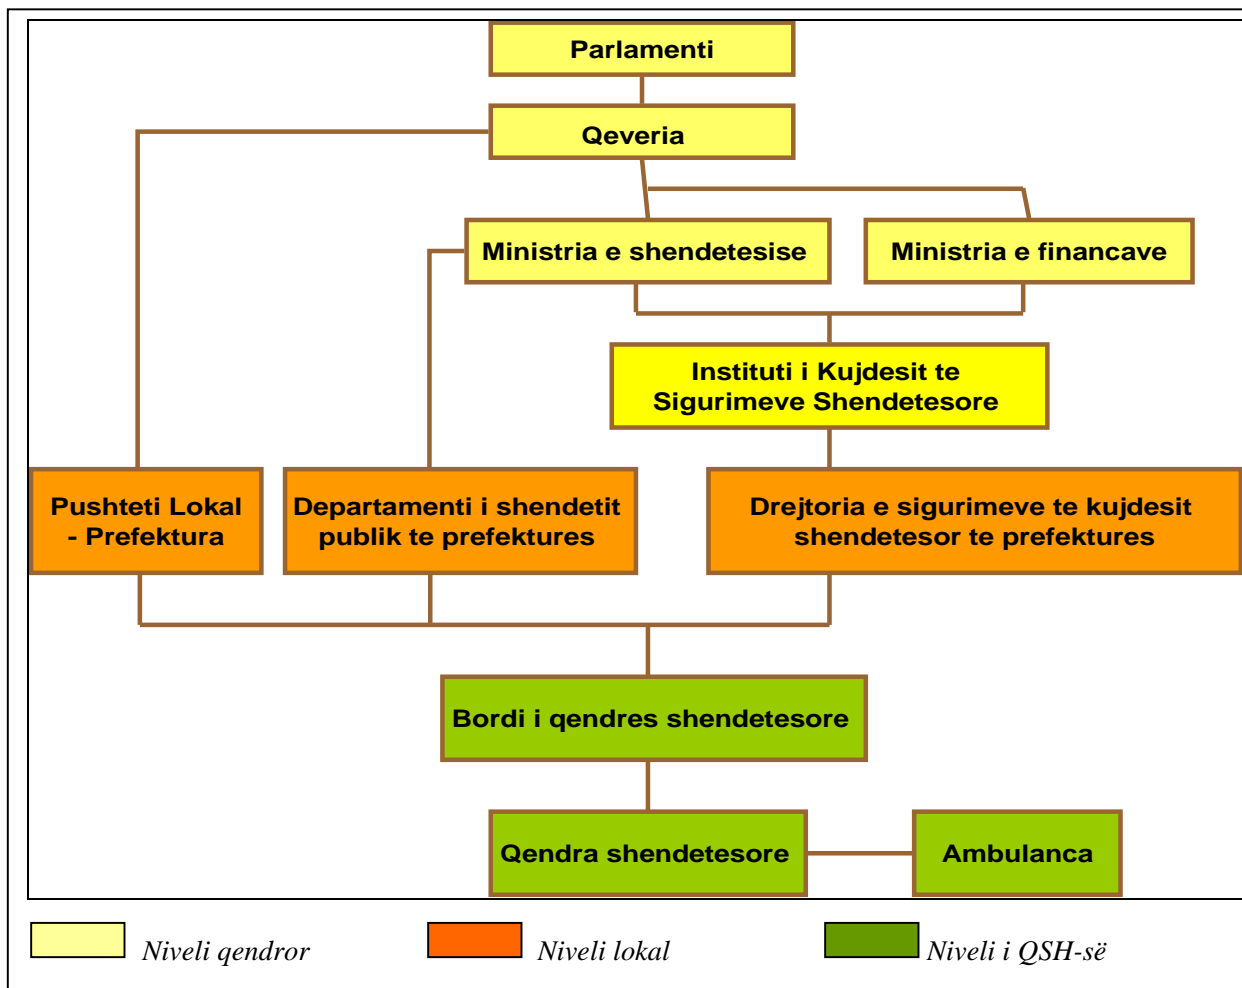 Parlamenti
Qeveria
Ministria e shendetesise
Ministria e financave
Instituti i Kujdesit te
Sigurimeve Shendetesore
Pushteti Lokal
- Prefektura
Departamenti i shendetit
publik te prefektures
Drejtoria e sigurimeve te kujdesit
shendetesor te prefektures
Bordi i qendres shendetesore
Qendra shendetesore
Ambulanca
Niveli qendror
Niveli lokal
Niveli i QSH-së